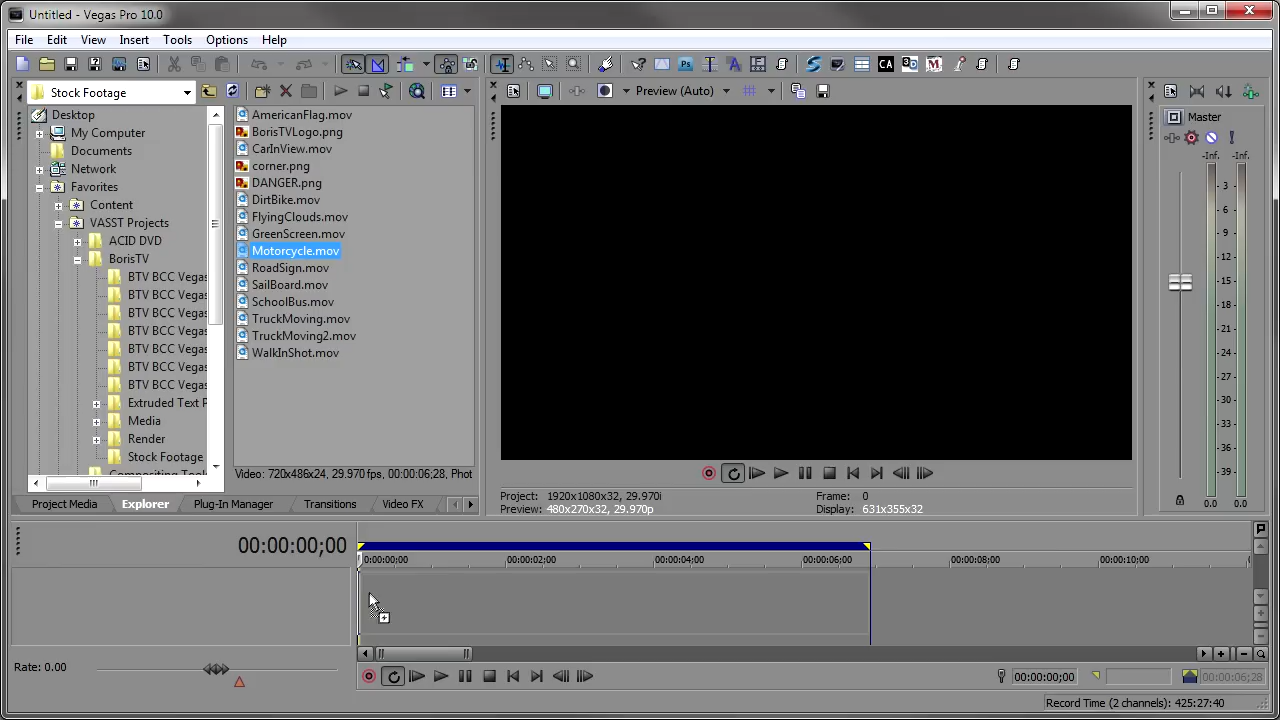 Untitled - Vegas Pro 10.0
File Edit View Insert Tools Options Help
Stock Footage
Desktop
My Computer
Documents
Network
Favorites
Content
VASST Projects
ACID DVD
BorisTV
BTV BCC Vegas
BTV BCC Vegas
BTV BCC Vegas
BTV BCC Vegas
BTV BCC Vegas
BTV BCC Vegas
BTV BCC Vegas
Extruded Text P
Media
Render
Stock Footage
AmericanFlag.mov
BorisTVLogo.png
CarInView.mov
corner.png
DANGER.png
DirtBike.mov
FlyingClouds.mov
GreenScreen.mov
Motorcycle.mov
RoadSign.mov
SailBoard.mov
SchoolBus.mov
TruckMoving.mov
TruckMoving2.mov
WalkInShot.mov
Video: 720x486x24, 29.970 fps, 00:00:06;28, Phot
Project Media Explorer Plug-In Manager Transitions Video FX
Preview (Auto)
Project: 1920x1080x32, 29.970i
Preview: 480x270x32, 29.970p
Frame: 0
Display: 631x355x32
Master
-Inf. -Inf.
3
6
9
12
15
18
21
24
27
30
33
36
39
0.0 0.0
00:00:00;00
00:00:00;00 00:00:02;00 00:00:04;00 00:00:06;00 00:00:08;00 00:00:10;00
Rate: 0.00
00:00:00;00 00:00:06;28
Record Time (2 channels): 425:27:40